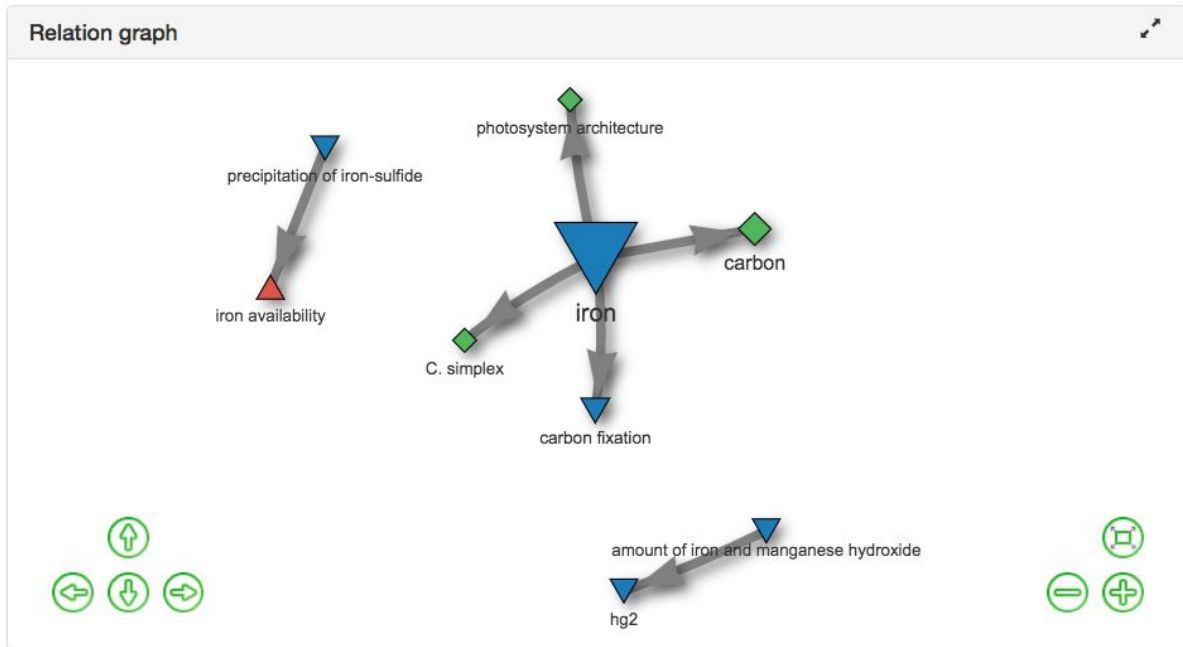 Relation graph
photosystem architecture
precipitation of iron-sulfide
carbon
iron
iron availability
C. simplex
carbon fixation
amount of iron and manganese hydroxide
hg2